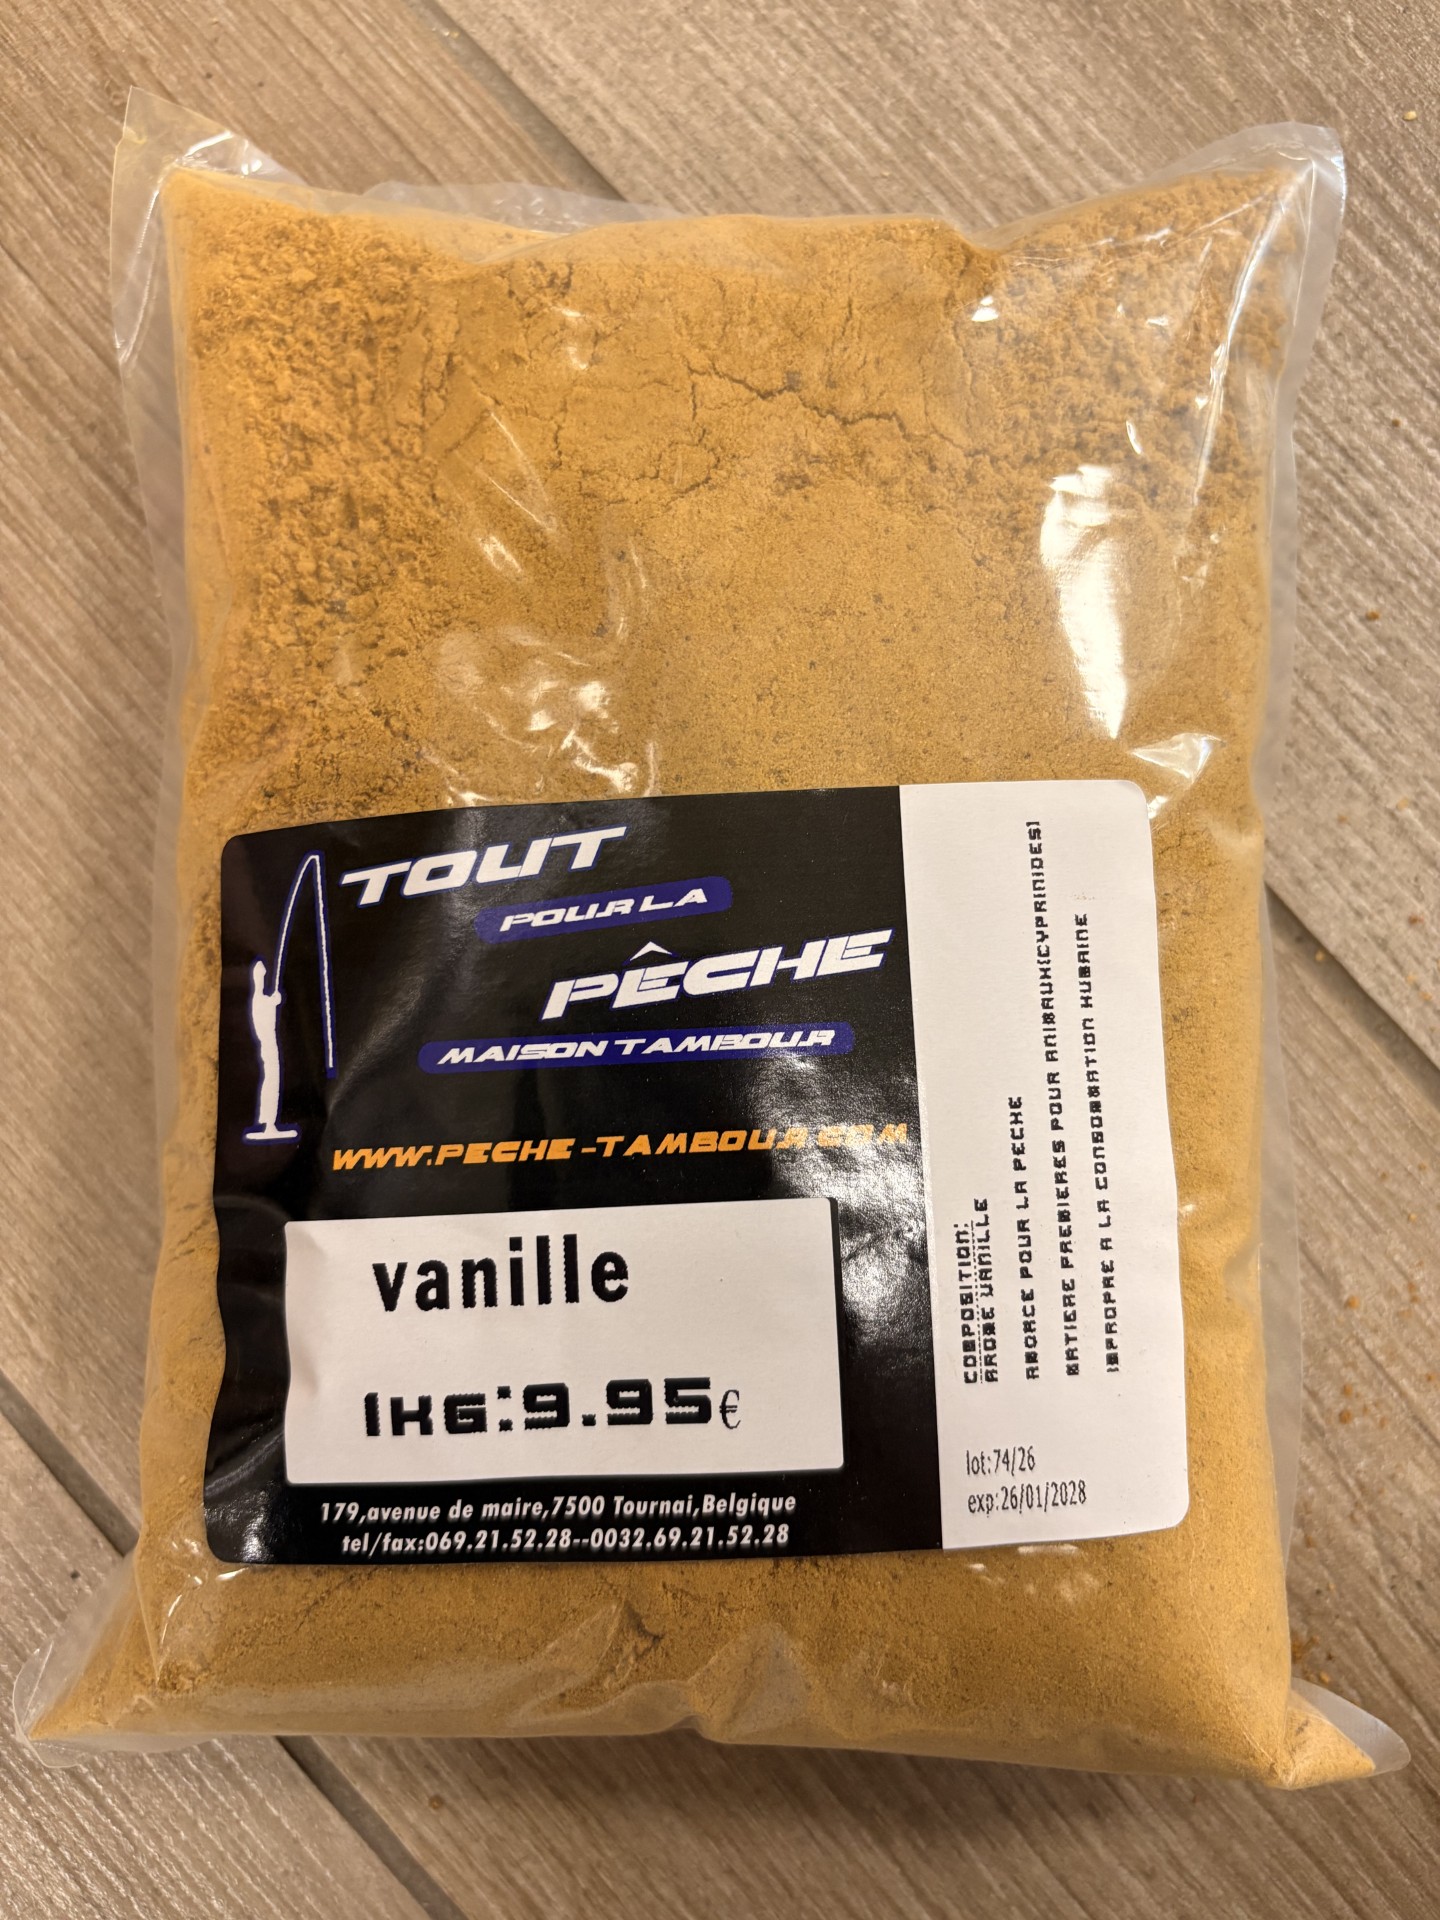 TOUT
POUR LA
PÊCHE
MAISON TAMBOUR
WWW.PECHE-TAMBOUR.COM
vanille
1KG:9.95€
179,avenue de maire,7500 Tournai,Belgique
tel/fax:069.21.52.28--0032.69.21.52.28
COMPOSITION:
AROME VANILLE
AMORCE POUR LA PECHE
MATIERE PREMIERES POUR ANIMAUX(CYPRINIDES)
IMPROPRE A LA CONSOMMATION HUMAINE
lot:74/26
exp:26/01/2028